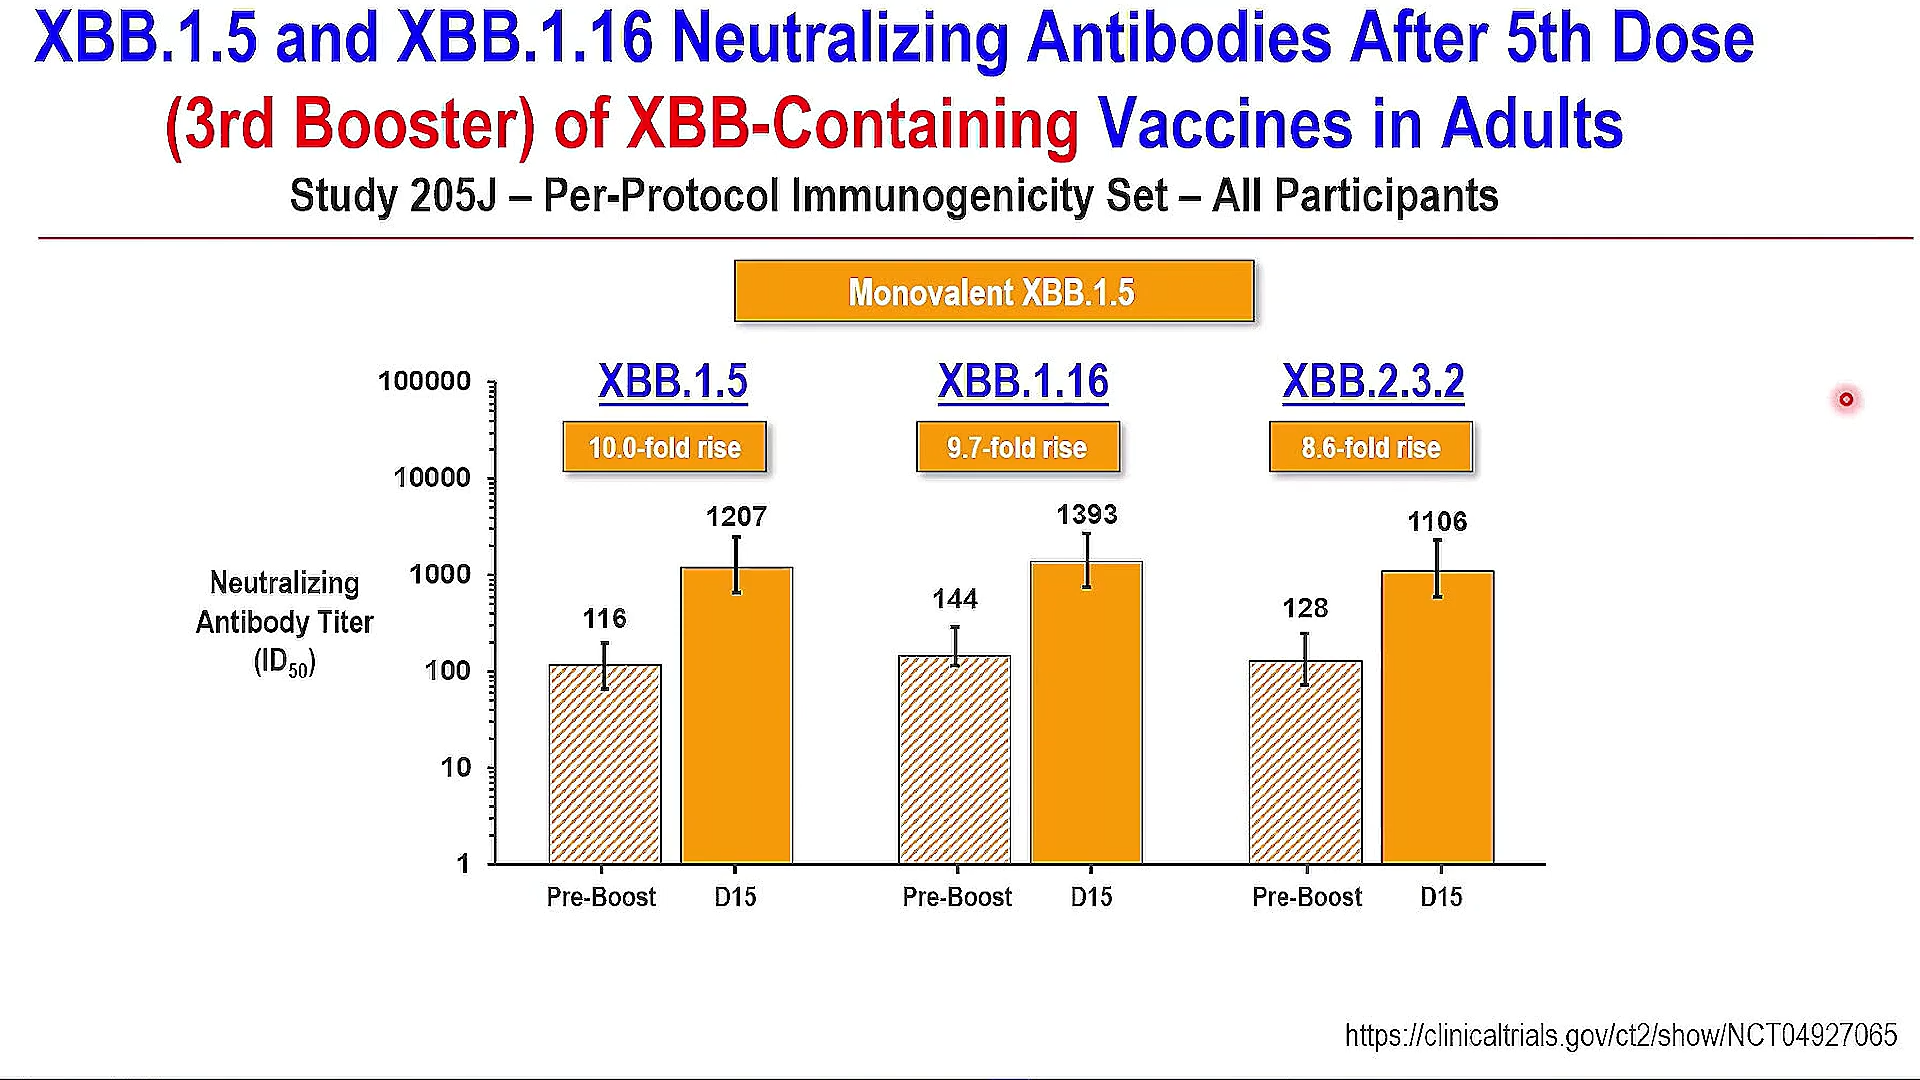 XBB.1.5 and XBB.1.16 Neutralizing Antibodies After 5th Dose
(3rd Booster) of XBB-Containing Vaccines in Adults
Study 205J – Per-Protocol Immunogenicity Set – All Participants
Monovalent XBB.1.5
XBB.1.5
XBB.1.16
XBB.2.3.2
10.0-fold rise
9.7-fold rise
8.6-fold rise
Neutralizing
Antibody Titer
(ID50)
100000
10000
1000
100
10
1
116
1207
144
1393
128
1106
Pre-Boost
D15
Pre-Boost
D15
Pre-Boost
D15
https://clinicaltrials.gov/ct2/show/NCT04927065